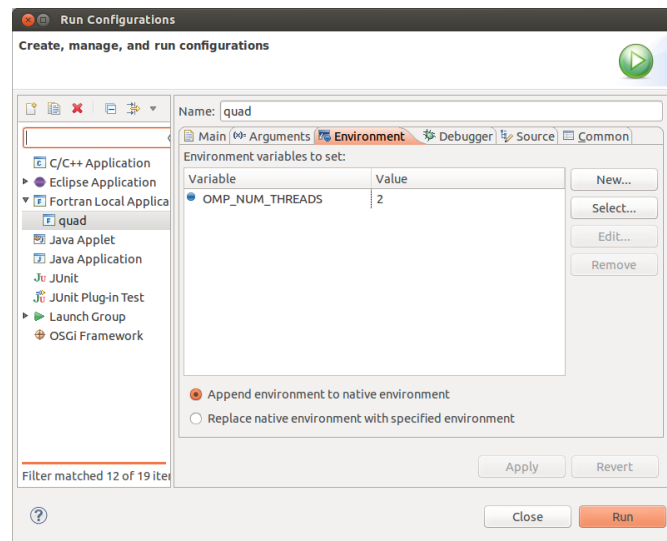 Run Configurations
Create, manage, and run configurations
Name: quad
Main (x)= Arguments Environment Debugger Source Common
Environment variables to set:
Variable Value
OMP_NUM_THREADS 2
New...
Select...
Edit...
Remove
C/C++ Application
Eclipse Application
Fortran Local Applica
quad
Java Applet
Java Application
JUnit
JUnit Plug-in Test
Launch Group
OSGi Framework
Append environment to native environment
Replace native environment with specified environment
Filter matched 12 of 19 iter
Apply Revert
Close Run